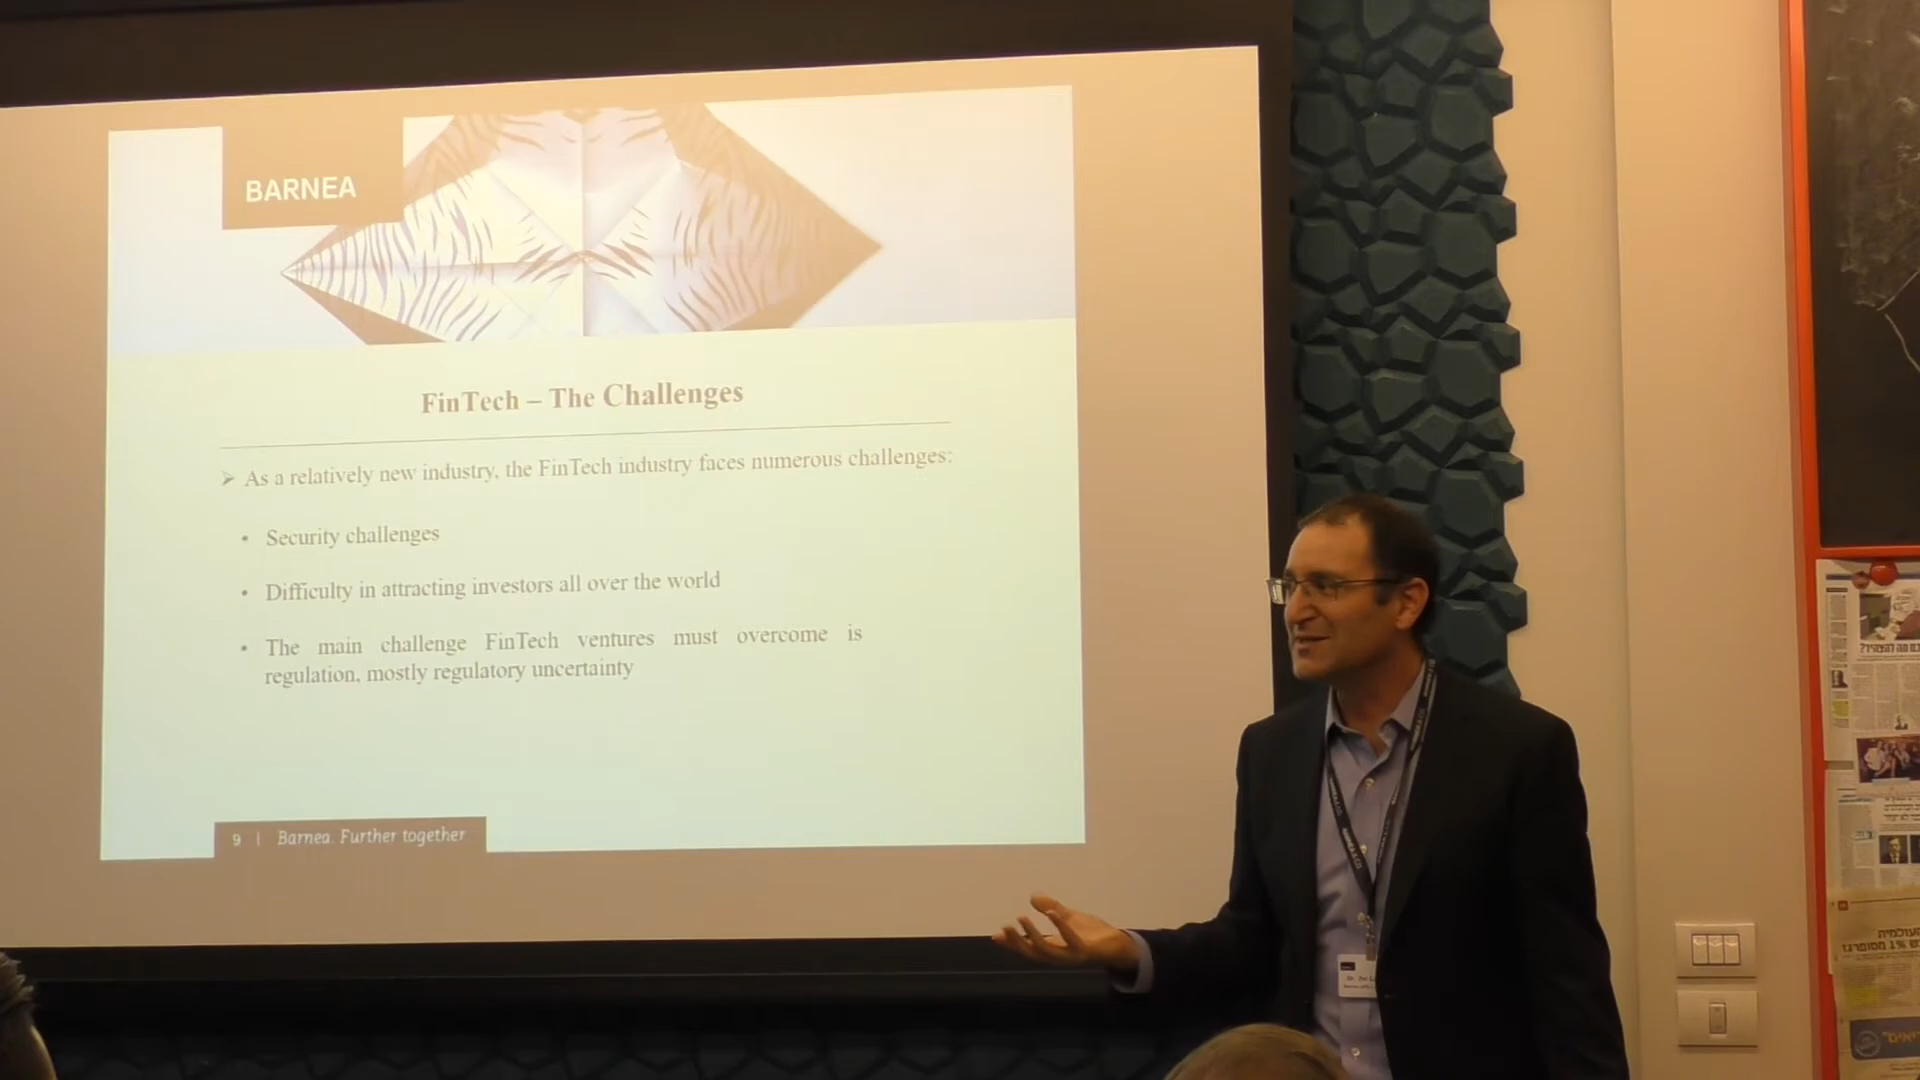 BARNEA
FinTech – The Challenges
➢ As a relatively new industry, the FinTech industry faces numerous challenges:
• Security challenges
• Difficulty in attracting investors all over the world
• The main challenge FinTech ventures must overcome is
regulation, mostly regulatory uncertainty
9 | Barnea. Further together
מה להצהיר?